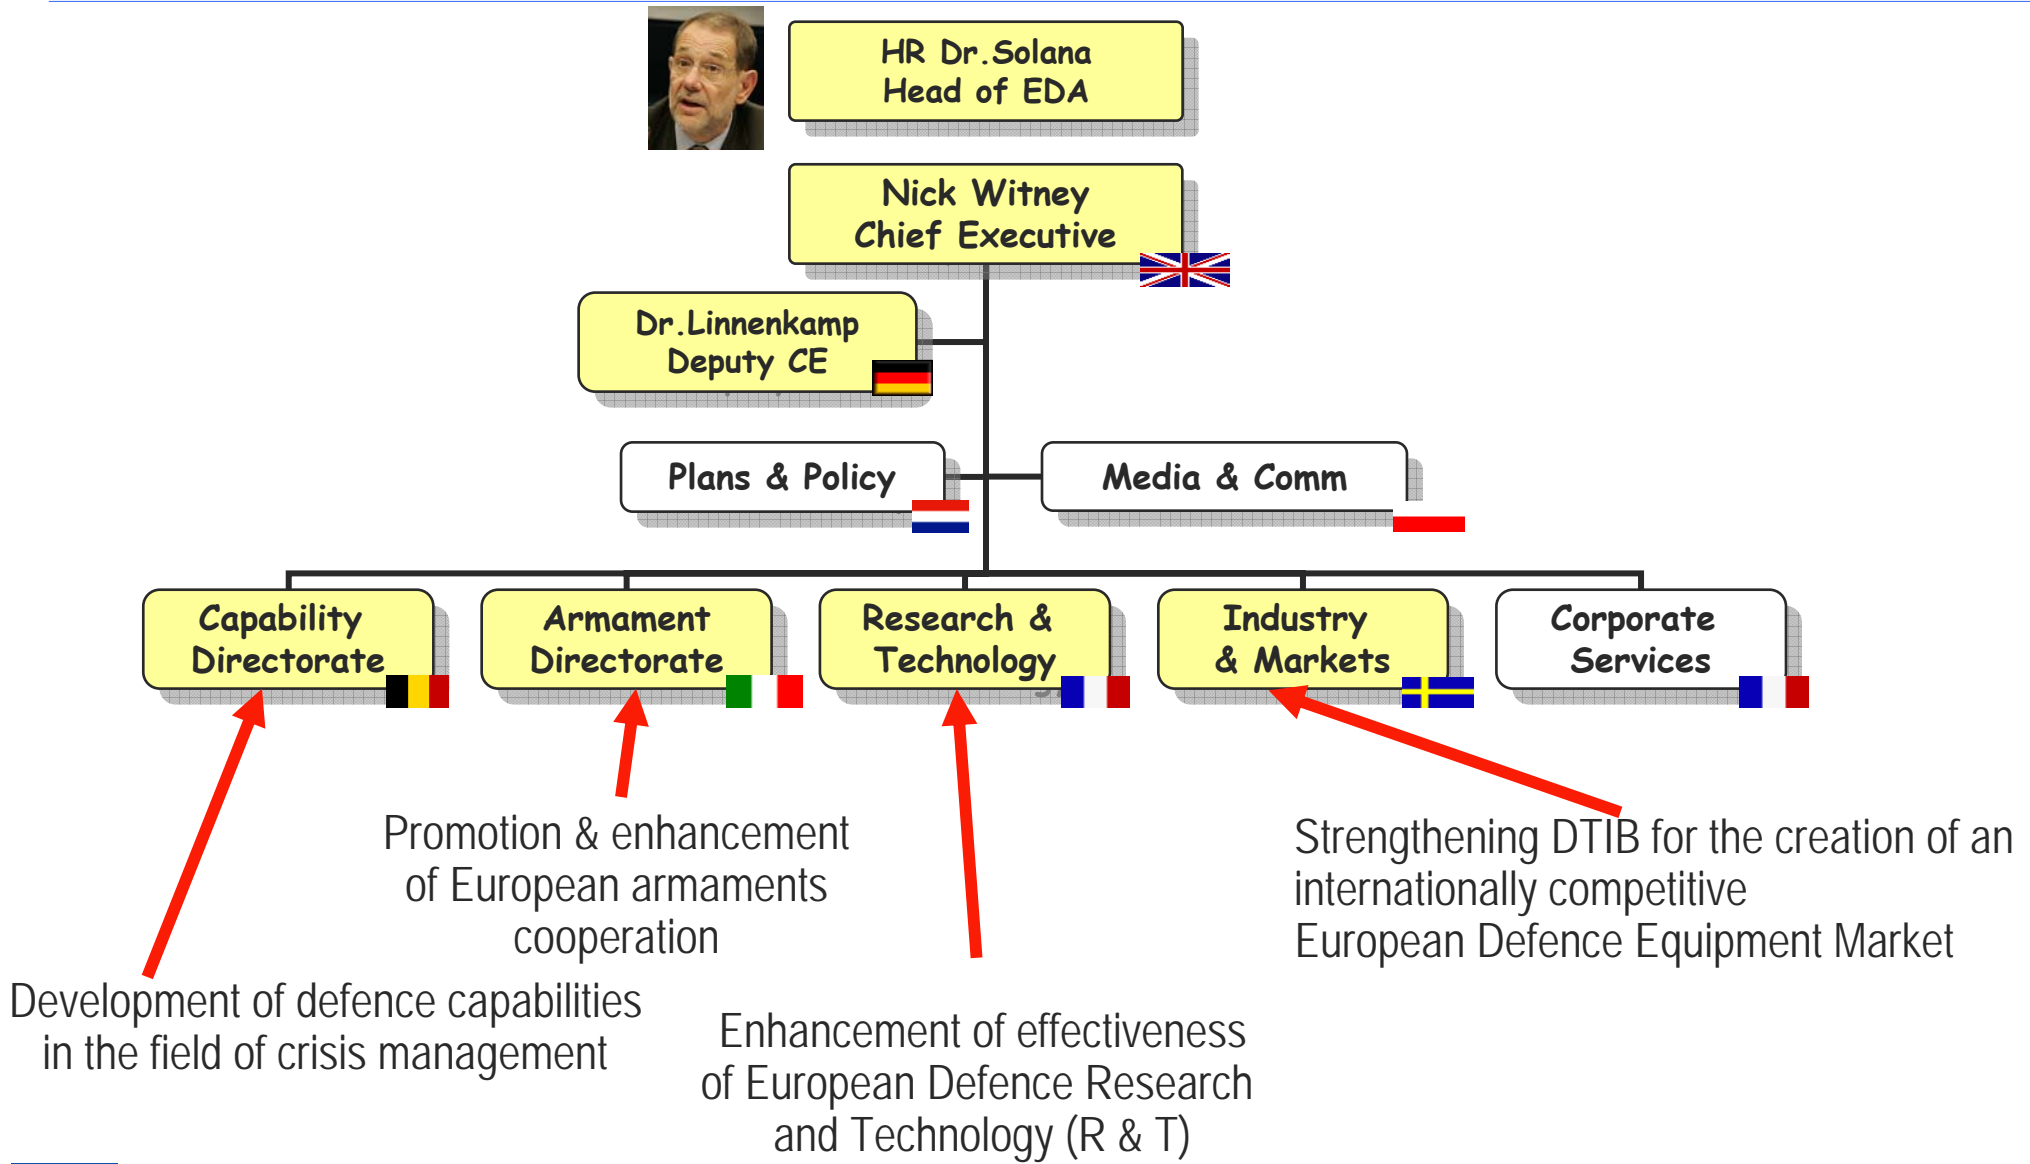 HR Dr.Solana
Head of EDA
Nick Witney
Chief Executive
Dr.Linnenkamp
Deputy CE
Plans & Policy
Media & Comm
Capability
Directorate
Armament
Directorate
Research &
Technology
Industry
& Markets
Corporate
Services
Promotion & enhancement
of European armaments
cooperation
Strengthening DTIB for the creation of an
internationally competitive
European Defence Equipment Market
Development of defence capabilities
in the field of crisis management
Enhancement of effectiveness
of European Defence Research
and Technology (R & T)